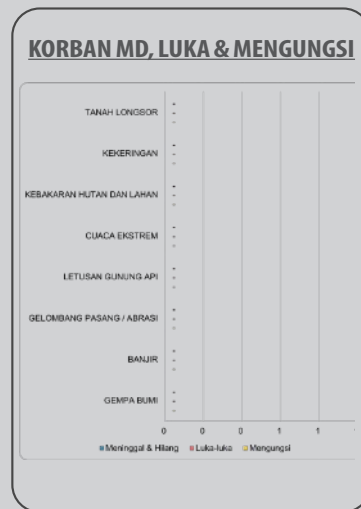 KORBAN MD, LUKA & MENGUNGSI
TANAH LONGSOR
-
-
-
KEKERINGAN
-
-
-
KEBAKARAN HUTAN DAN LAHAN
-
-
-
CUACA EKSTREM
-
-
-
LETUSAN GUNUNG API
-
-
-
GELOMBANG PASANG / ABRASI
-
-
-
BANJIR
-
-
-
GEMPA BUMI
-
-
-
0 0 0 1 1
Meninggal & Hilang Luka-luka Mengungsi